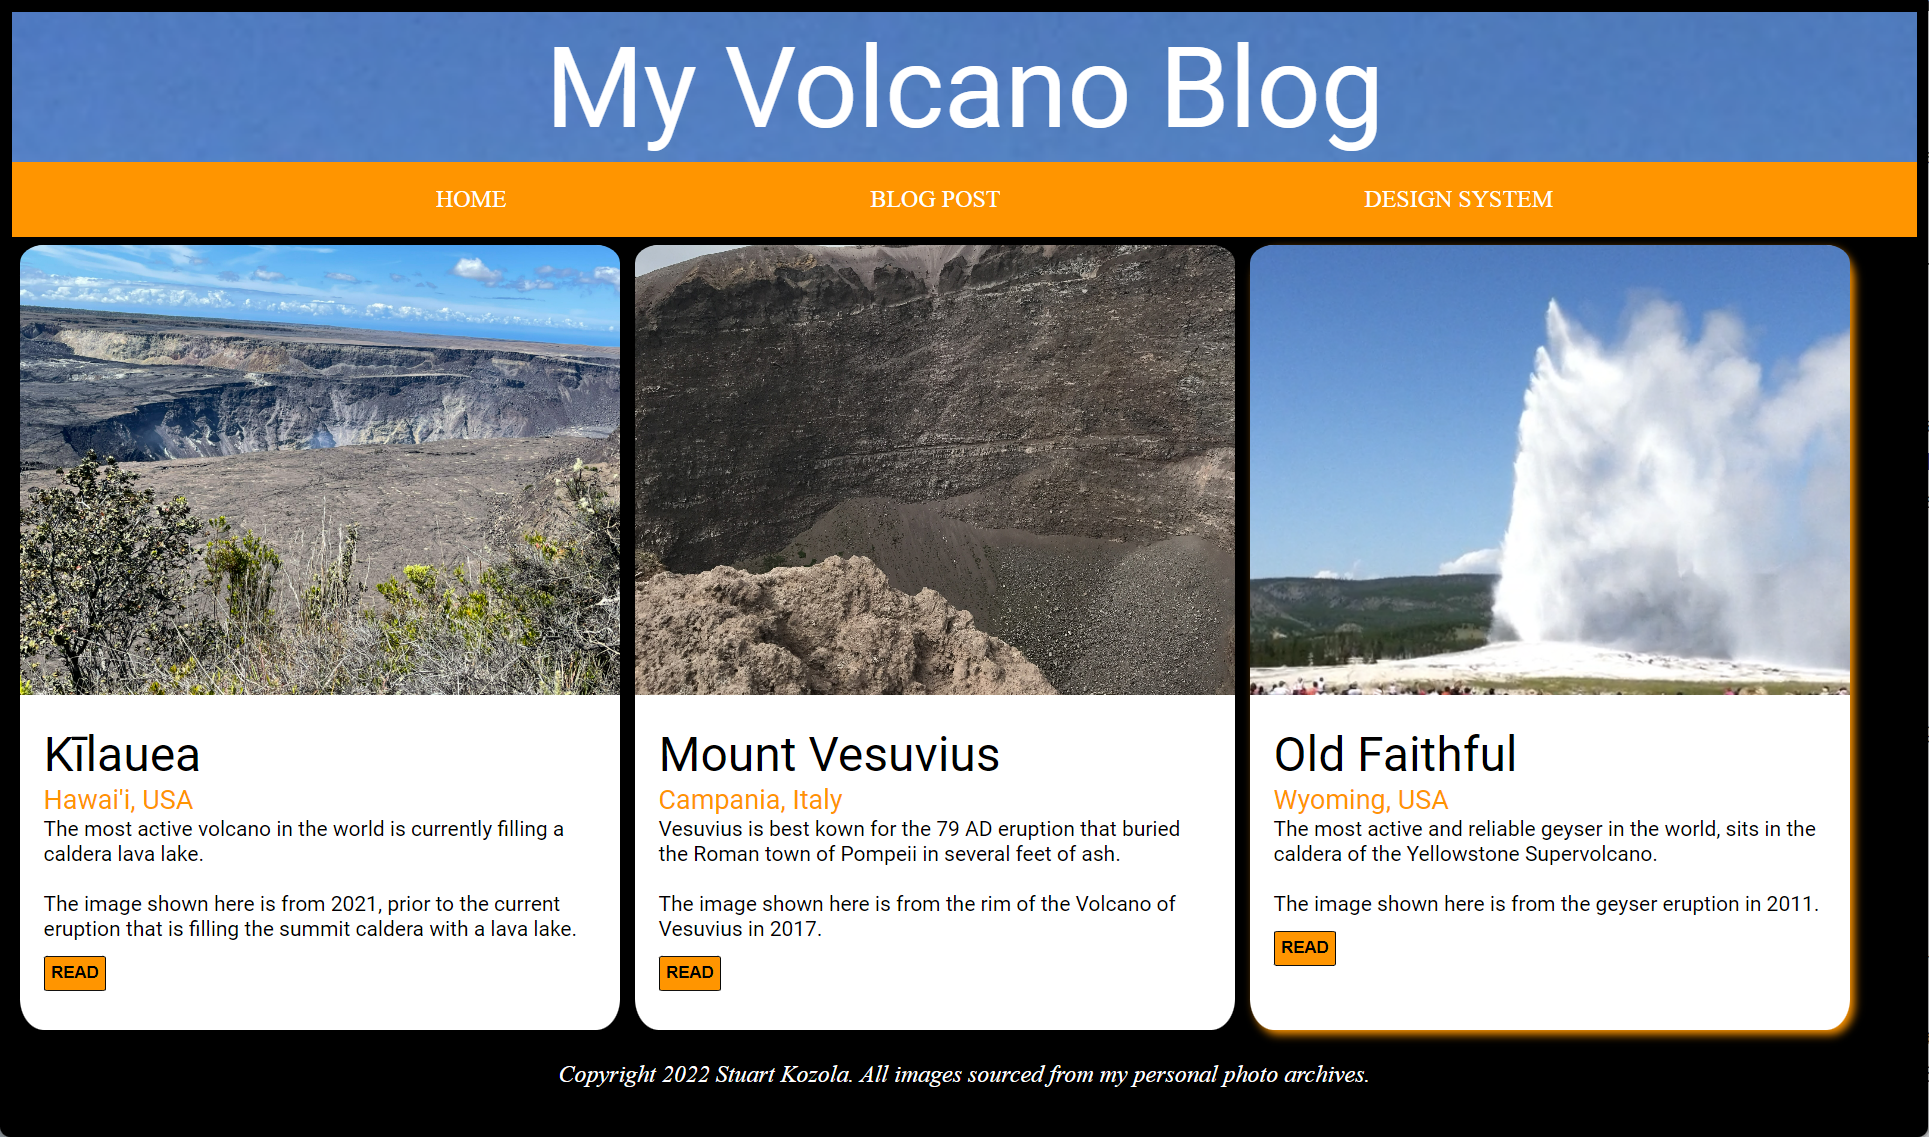 My Volcano Blog
HOME
BLOG POST
DESIGN SYSTEM
Kīlauea
Hawai'i, USA
The most active volcano in the world is currently filling a
caldera lava lake.
The image shown here is from 2021, prior to the current
eruption that is filling the summit caldera with a lava lake.
READ
Mount Vesuvius
Campania, Italy
Vesuvius is best kown for the 79 AD eruption that buried
the Roman town of Pompeii in several feet of ash.
The image shown here is from the rim of the Volcano of
Vesuvius in 2017.
READ
Old Faithful
Wyoming, USA
The most active and reliable geyser in the world, sits in the
caldera of the Yellowstone Supervolcano.
The image shown here is from the geyser eruption in 2011.
READ
Copyright 2022 Stuart Kozola. All images sourced from my personal photo archives.